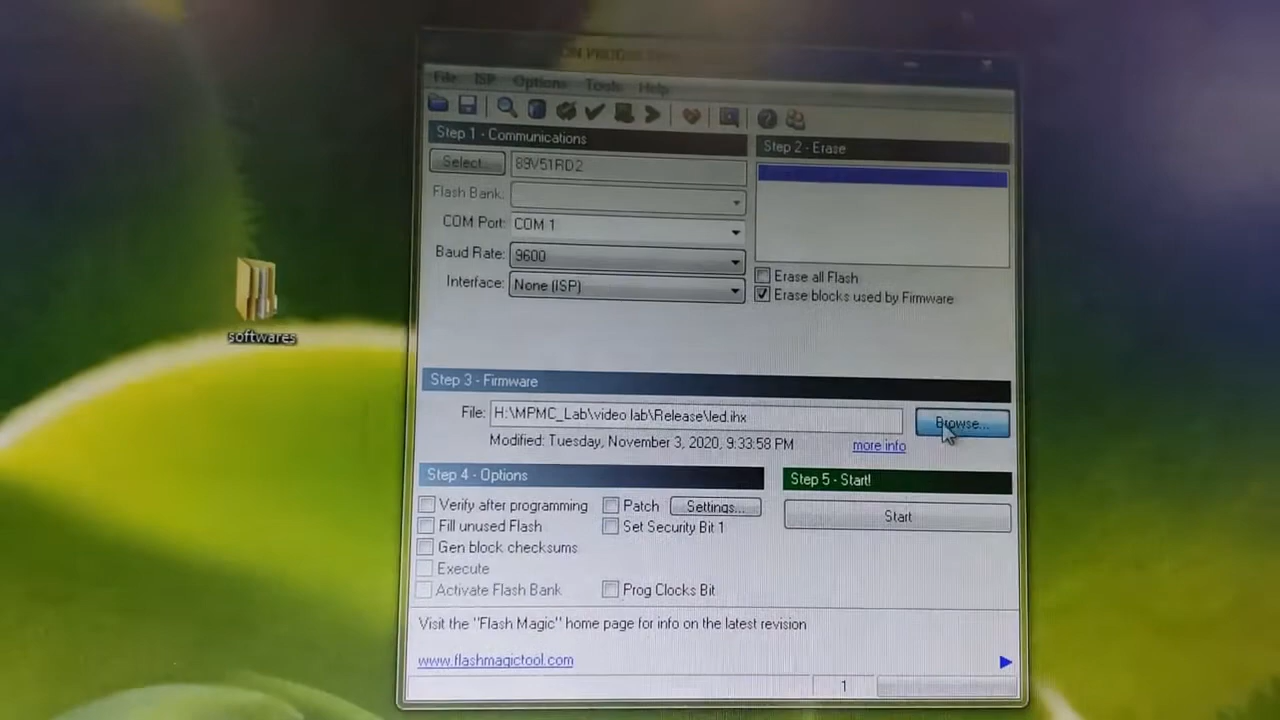 File ISP Options Tools Help
Step 1 - Communications
Select...
89V51RD2
Flash Bank:
COM Port: COM 1
Baud Rate: 9600
Interface: None (ISP)
Step 2 - Erase
Erase all Flash
Erase blocks used by Firmware
softwares
Step 3 - Firmware
File: H:\MPMC_Lab\video lab\Release\led.ihx
Browse...
Modified: Tuesday, November 3, 2020, 9:33:58 PM
more info
Step 4 - Options
Verify after programming
Fill unused Flash
Gen block checksums
Execute
Activate Flash Bank
Patch
Settings...
Set Security Bit 1
Prog Clocks Bit
Step 5 - Start!
Start
Visit the "Flash Magic" home page for info on the latest revision
www.flashmagictool.com
1